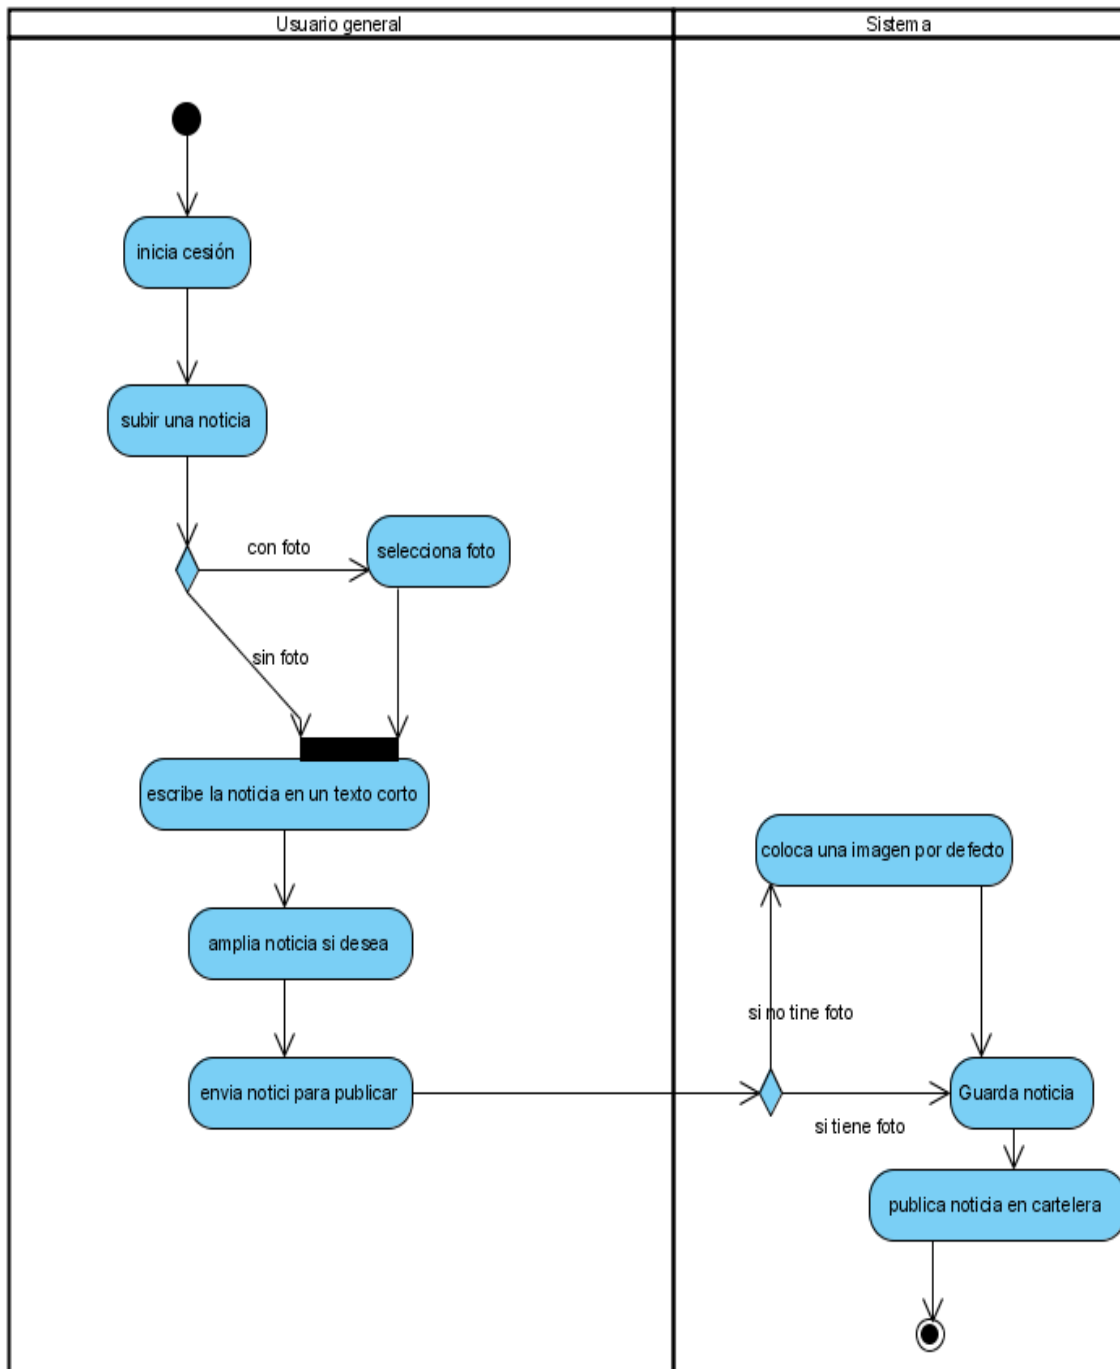 Usuario general
Sistema
inicia cesión
subir una noticia
con foto
selecciona foto
sin foto
escribe la noticia en un texto corto
coloca una imagen por defecto
amplia noticia si desea
si no tine foto
envia notici para publicar
Guarda noticia
si tiene foto
publica noticia en cartelera